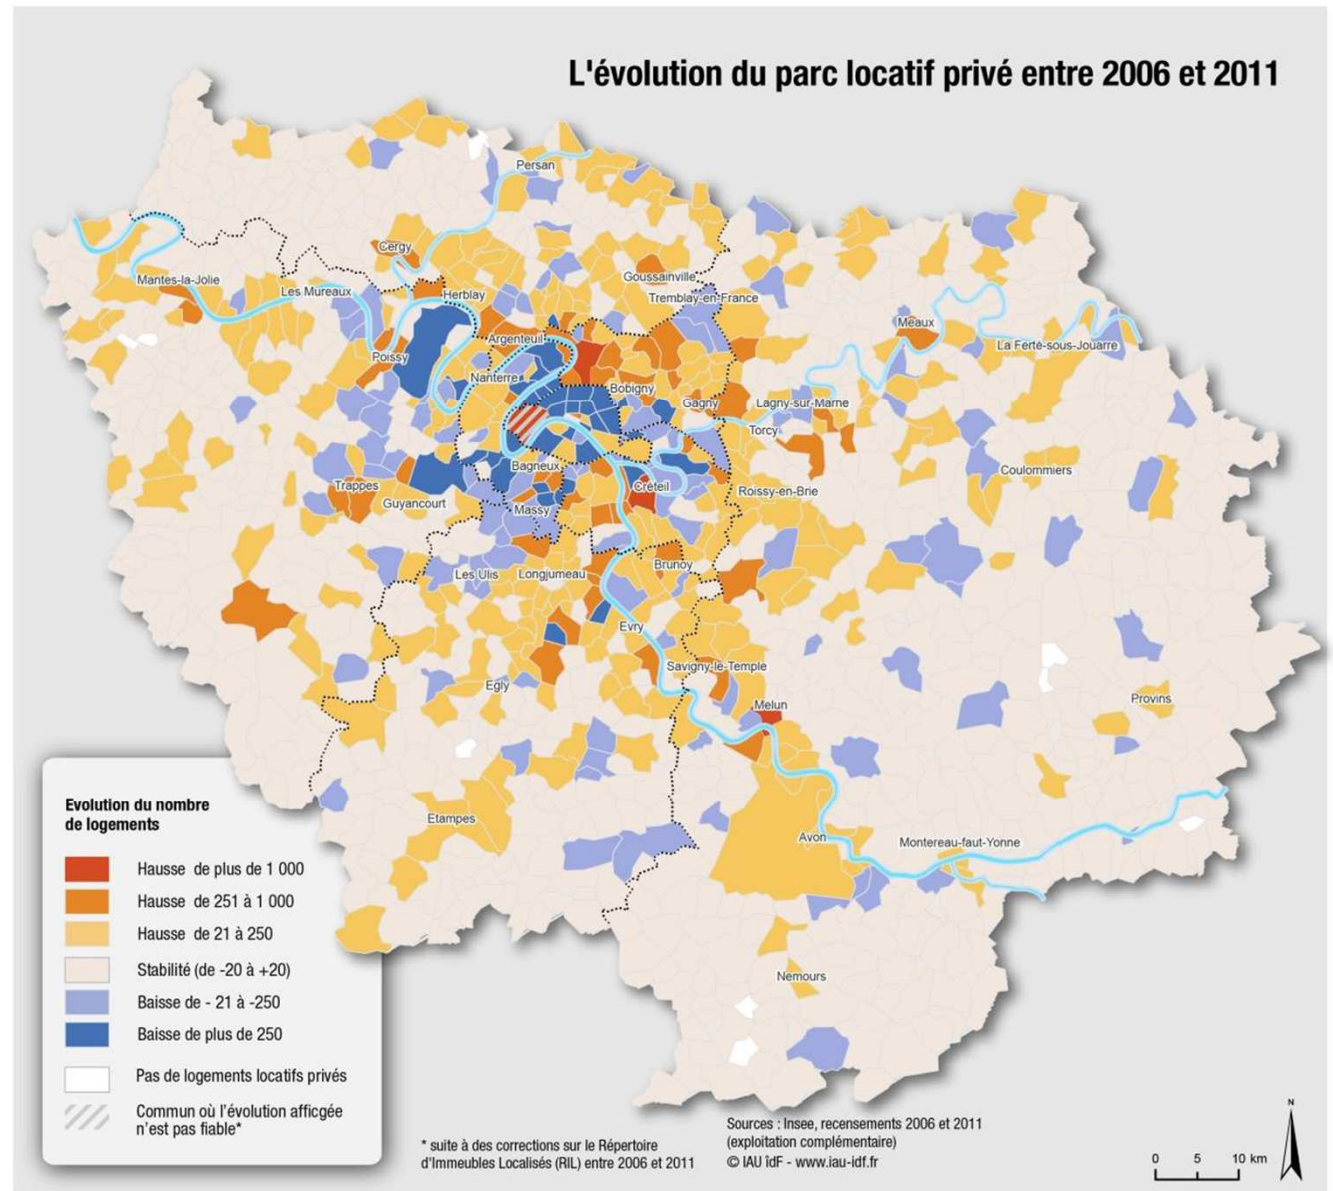 L'évolution du parc locatif privé entre 2006 et 2011
Persan
Cergy
Goussainville
Mantes-la-Jolie
Les Mureaux
Herblay
Tremblay-en-France
Meaux
Argenteuil
La Ferté-sous-Jouarre
Poissy
Nanterre
Bobigny
Gagny
Lagny-sur-Marne
Torcy
Bagneux
Coulommiers
Trappes
Créteil
Roissy-en-Brie
Guyancourt
Massy
Les Ulis
Longjumeau
Brunoy
Evry
Savigny-le-Temple
Egly
Provins
Melun
Etampes
Avon
Montereau-faut-Yonne
Nemours
Evolution du nombre
de logements
Hausse de plus de 1 000
Hausse de 251 à 1 000
Hausse de 21 à 250
Stabilité (de -20 à +20)
Baisse de - 21 à -250
Baisse de plus de 250
Pas de logements locatifs privés
Commun où l'évolution afficgée
n'est pas fiable*
* suite à des corrections sur le Répertoire
d'Immeubles Localisés (RIL) entre 2006 et 2011
Sources : Insee, recensements 2006 et 2011
(exploitation complémentaire)
© IAU îdF - www.iau-idf.fr
N
0 5 10 km